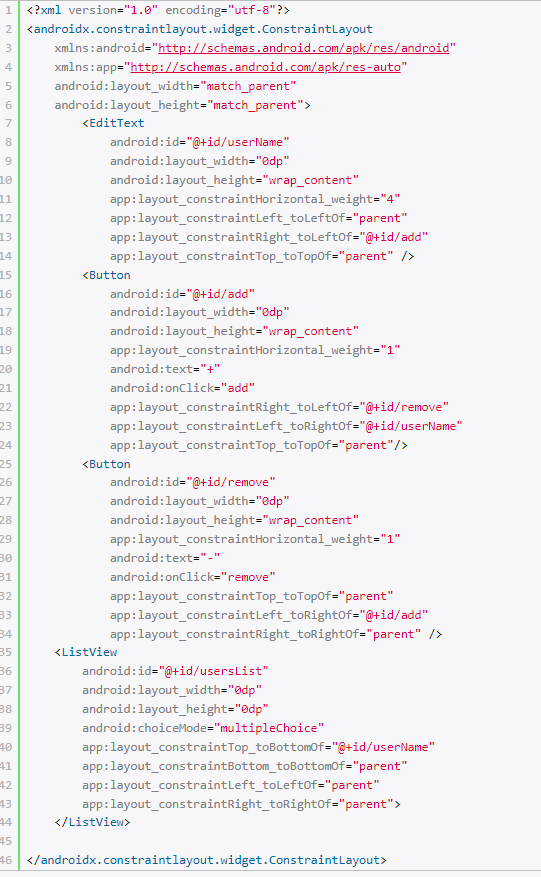 1 <?xml version="1.0" encoding="utf-8"?>
2 <androidx.constraintlayout.widget.ConstraintLayout
3     xmlns:android="http://schemas.android.com/apk/res/android"
4     xmlns:app="http://schemas.android.com/apk/res-auto"
5     android:layout_width="match_parent"
6     android:layout_height="match_parent">
7         <EditText
8             android:id="@+id/userName"
9             android:layout_width="0dp"
10             android:layout_height="wrap_content"
11             app:layout_constraintHorizontal_weight="4"
12             app:layout_constraintLeft_toLeftOf="parent"
13             app:layout_constraintRight_toLeftOf="@+id/add"
14             app:layout_constraintTop_toTopOf="parent" />
15         <Button
16             android:id="@+id/add"
17             android:layout_width="0dp"
18             android:layout_height="wrap_content"
19             app:layout_constraintHorizontal_weight="1"
20             android:text="+"
21             android:onClick="add"
22             app:layout_constraintRight_toLeftOf="@+id/remove"
23             app:layout_constraintLeft_toRightOf="@+id/userName"
24             app:layout_constraintTop_toTopOf="parent"/>
25         <Button
26             android:id="@+id/remove"
27             android:layout_width="0dp"
28             android:layout_height="wrap_content"
29             app:layout_constraintHorizontal_weight="1"
30             android:text="-"
31             android:onClick="remove"
32             app:layout_constraintTop_toTopOf="parent"
33             app:layout_constraintLeft_toRightOf="@+id/add"
34             app:layout_constraintRight_toRightOf="parent" />
35     <ListView
36         android:id="@+id/usersList"
37         android:layout_width="0dp"
38         android:layout_height="0dp"
39         android:choiceMode="multipleChoice"
40         app:layout_constraintTop_toBottomOf="@+id/userName"
41         app:layout_constraintBottom_toBottomOf="parent"
42         app:layout_constraintLeft_toLeftOf="parent"
43         app:layout_constraintRight_toRightOf="parent">
44     </ListView>
45
46 </androidx.constraintlayout.widget.ConstraintLayout>